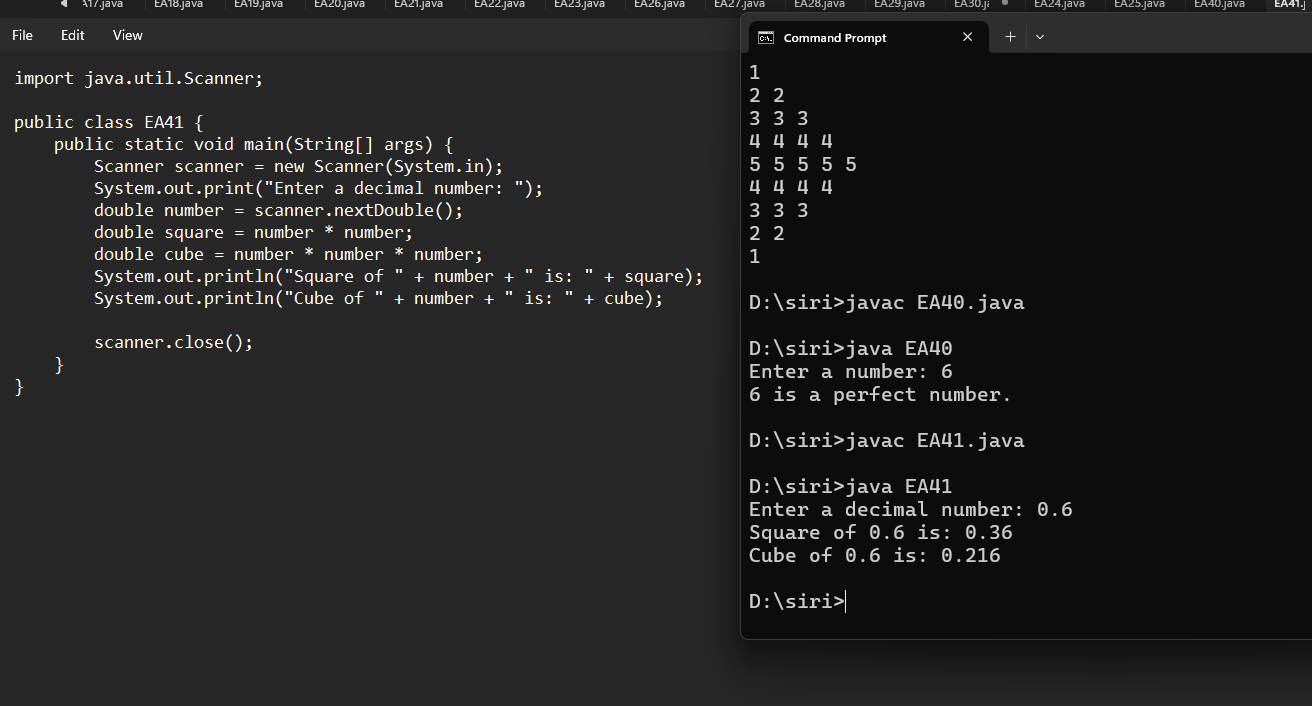 17.java EA18.java EA19.java EA20.java EA21.java EA22.java EA23.java EA26.java EA27.java EA28.java EA29.java EA30.j EA24.java EA25.java EA40.java EA41.j
File Edit View
import java.util.Scanner;
public class EA41 {
public static void main(String[] args) {
Scanner scanner = new Scanner(System.in);
System.out.print("Enter a decimal number: ");
double number = scanner.nextDouble();
double square = number * number;
double cube = number * number * number;
System.out.println("Square of " + number + " is: " + square);
System.out.println("Cube of " + number + " is: " + cube);
scanner.close();
}
}
Command Prompt
1
2 2
3 3 3
4 4 4 4
5 5 5 5 5
4 4 4 4
3 3 3
2 2
1
D:\siri>javac EA40.java
D:\siri>java EA40
Enter a number: 6
6 is a perfect number.
D:\siri>javac EA41.java
D:\siri>java EA41
Enter a decimal number: 0.6
Square of 0.6 is: 0.36
Cube of 0.6 is: 0.216
D:\siri>